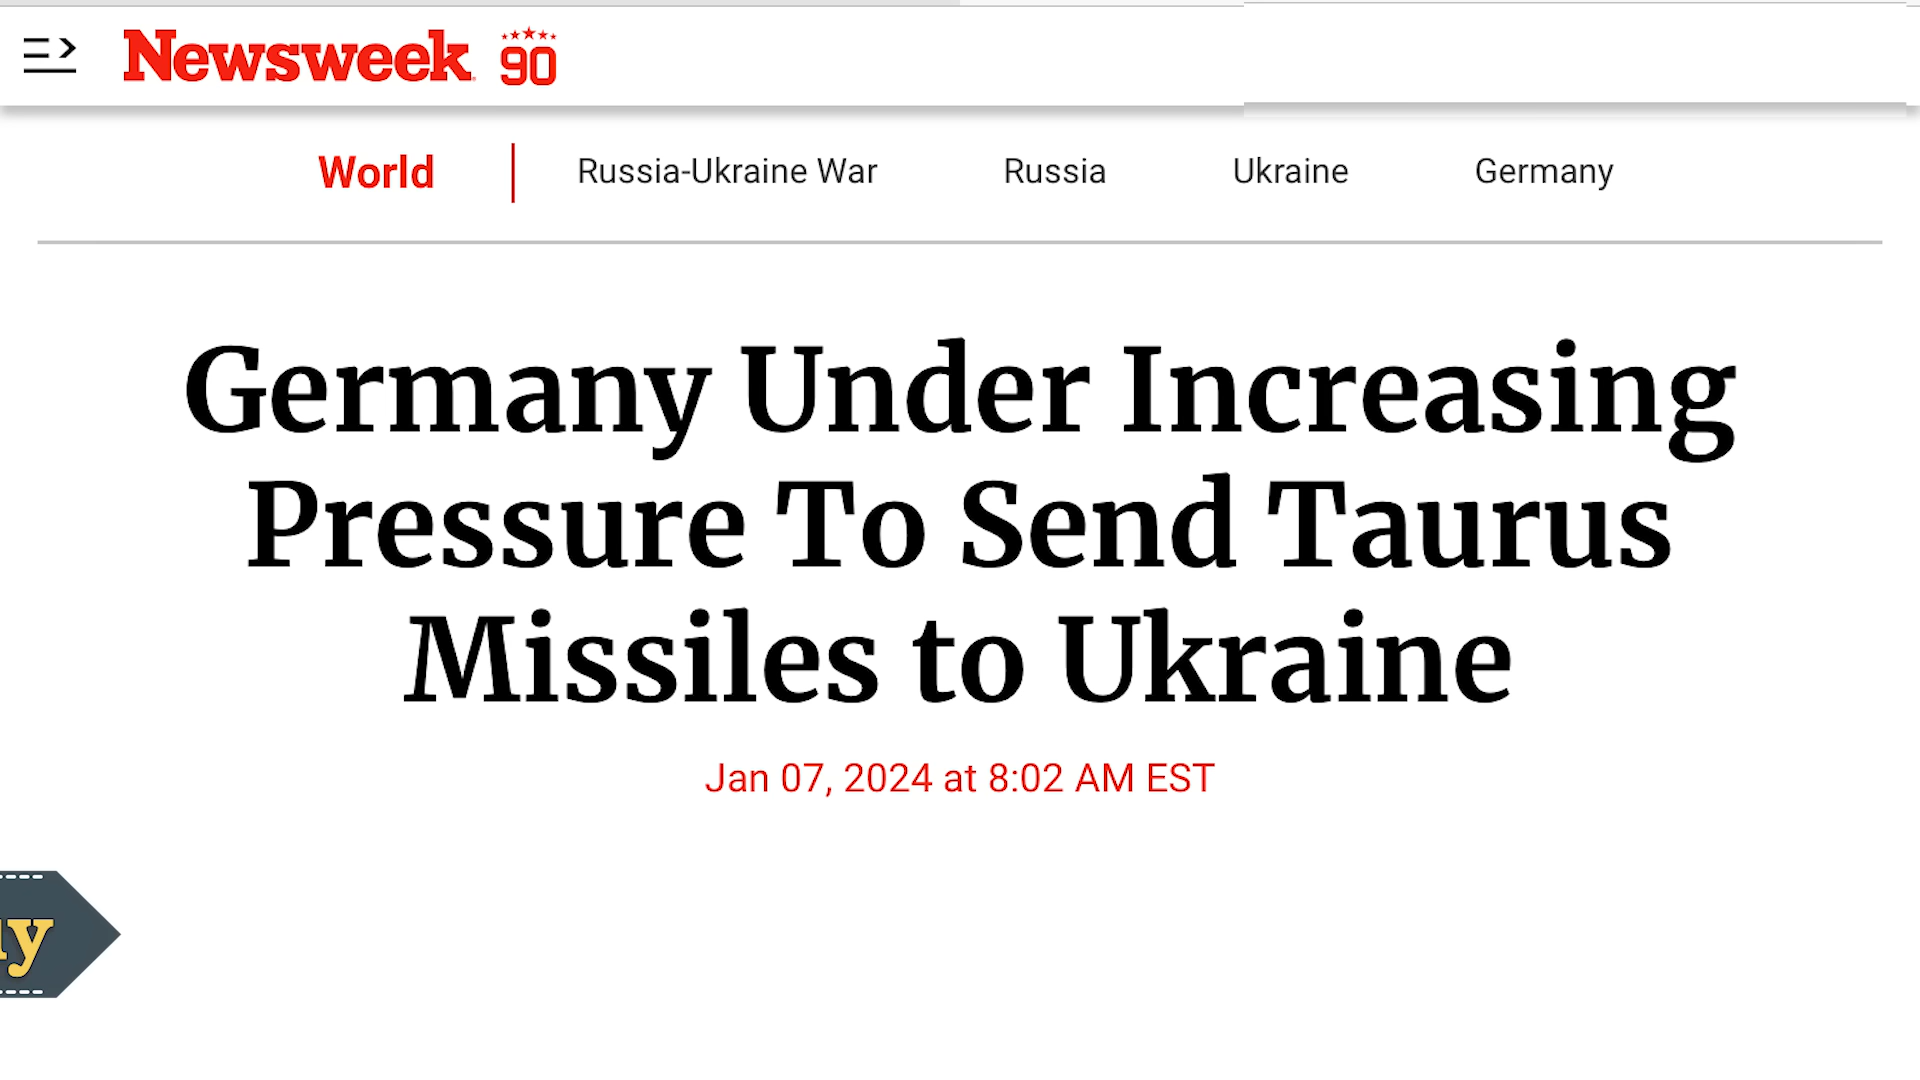 Newsweek 90
World Russia-Ukraine War Russia Ukraine Germany
Germany Under Increasing
Pressure To Send Taurus
Missiles to Ukraine
Jan 07, 2024 at 8:02 AM EST